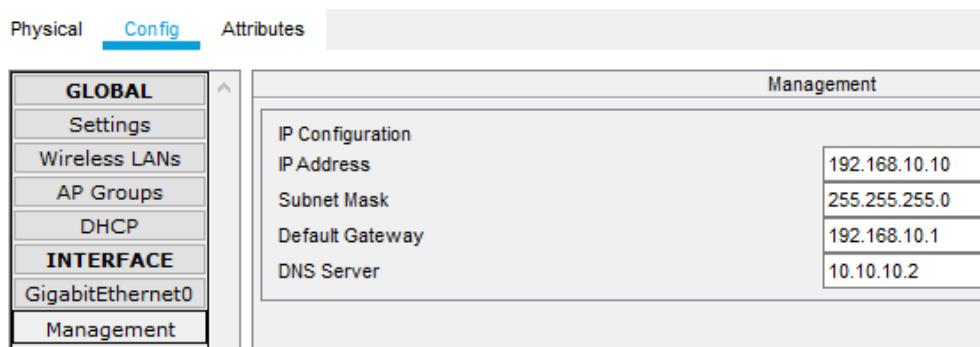 Physical Config Attributes
GLOBAL
Settings
Wireless LANs
AP Groups
DHCP
INTERFACE
GigabitEthernet0
Management
Management
IP Configuration
IP Address 192.168.10.10
Subnet Mask 255.255.255.0
Default Gateway 192.168.10.1
DNS Server 10.10.10.2